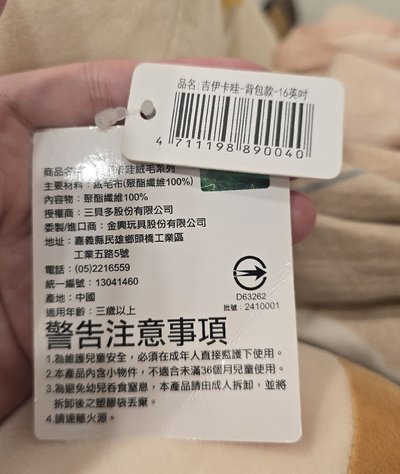 品名:吉伊卡哇-背包款-16英吋
4 711198 890040
商品名 卡哇絨毛系列
主要材料:絨毛布(聚酯纖維100%)
內容物:聚酯纖維100%
授權商:三貝多股份有限公司
委製/進口商:金興玩具股份有限公司
地址:嘉義縣民雄鄉頭橋工業區
工業五路5號
電話:(05)2216559
統一編號:13041460
產地:中國
適用年齡:三歲以上
D63262
批號:2410001
警告注意事項
1.為維護兒童安全,必須在成年人直接監護下使用。
2.本產品內含小物件,不適合未滿36個月兒童使用。
3.為避免幼兒吞食窒息,本產品請由成人拆卸,並將
拆卸後之塑膠袋丟棄。
4.請遠離火源。